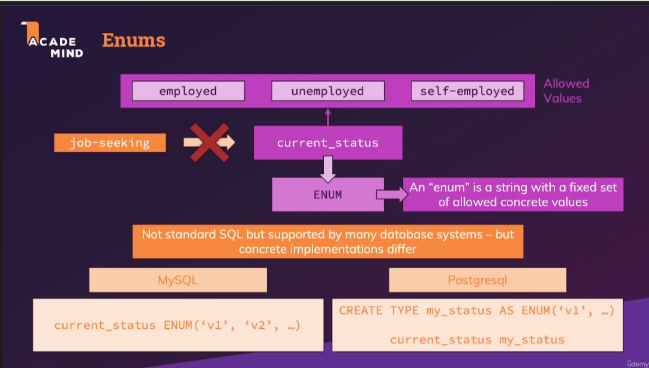 ACADE
MIND
Enums
employed
unemployed
self-employed
Allowed
Values
job-seeking
current_status
ENUM
An “enum” is a string with a fixed set
of allowed concrete values
Not standard SQL but supported by many database systems – but
concrete implementations differ
MySQL
Postgresql
current_status ENUM(‘v1’, ‘v2’, …)
CREATE TYPE my_status AS ENUM(‘v1’, …)
current_status my_status
ûdemy